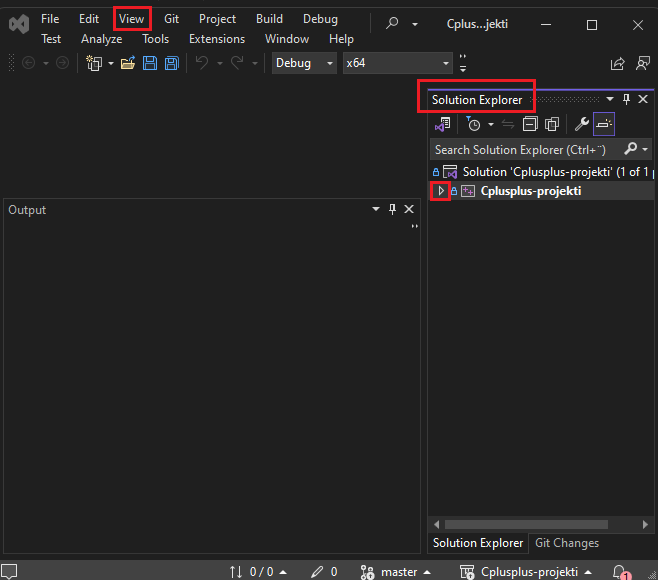 File Edit View Git Project Build Debug Cplus...jekti
Test Analyze Tools Extensions Window Help
Debug x64
Solution Explorer
Search Solution Explorer (Ctrl+¨)
Solution 'Cplusplus-projekti' (1 of 1
Cplusplus-projekti
Output
Solution Explorer Git Changes
0 / 0 0 master Cplusplus-projekti 1